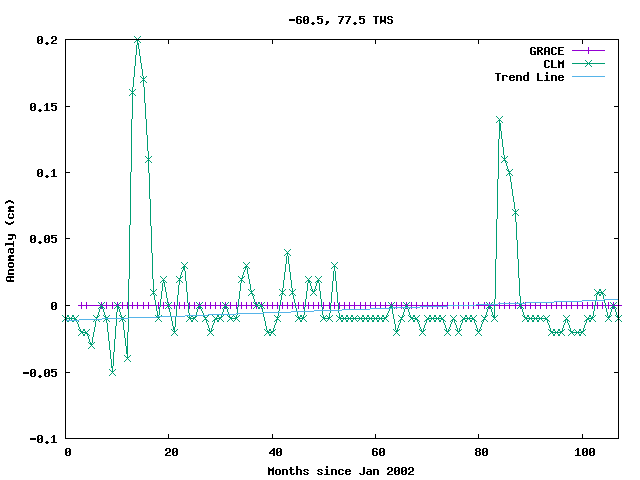 -60.5, 77.5 TWS
GRACE
CLM
Trend Line
0.2
0.15
0.1
0.05
0
-0.05
-0.1
Anomaly (cm)
0 20 40 60 80 100
Months since Jan 2002